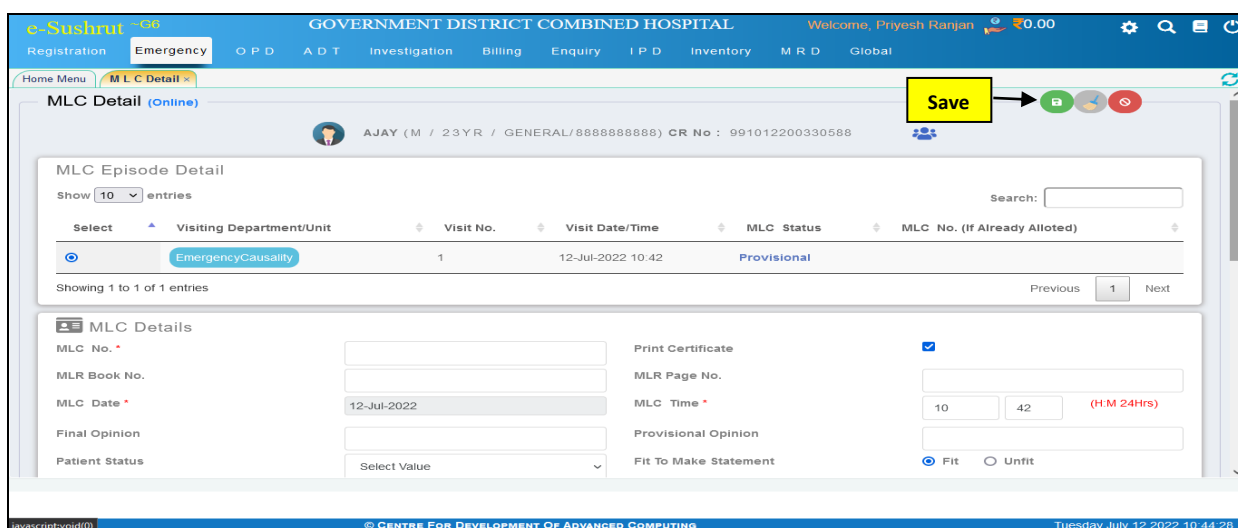 e-Sushrut ~G6 GOVERNMENT DISTRICT COMBINED HOSPITAL Welcome, Priyesh Ranjan ₹0.00
Registration Emergency OPD ADT Investigation Billing Enquiry IPD Inventory MRD Global
Home Menu M L C Detail ×
MLC Detail (Online) Save
AJAY (M / 23YR / GENERAL/8888888888) CR No : 991012200330588
MLC Episode Detail
Show 10 entries Search:
Select Visiting Department/Unit Visit No. Visit Date/Time MLC Status MLC No. (If Already Alloted)
EmergencyCausality 1 12-Jul-2022 10:42 Provisional
Showing 1 to 1 of 1 entries Previous 1 Next
MLC Details
MLC No. * Print Certificate
MLR Book No. MLR Page No.
MLC Date * 12-Jul-2022 MLC Time * 10 42 (H:M 24Hrs)
Final Opinion Provisional Opinion
Patient Status Select Value Fit To Make Statement Fit Unfit
javascript:void(0) © CENTRE FOR DEVELOPMENT OF ADVANCED COMPUTING Tuesday July 12 2022 10:44:28